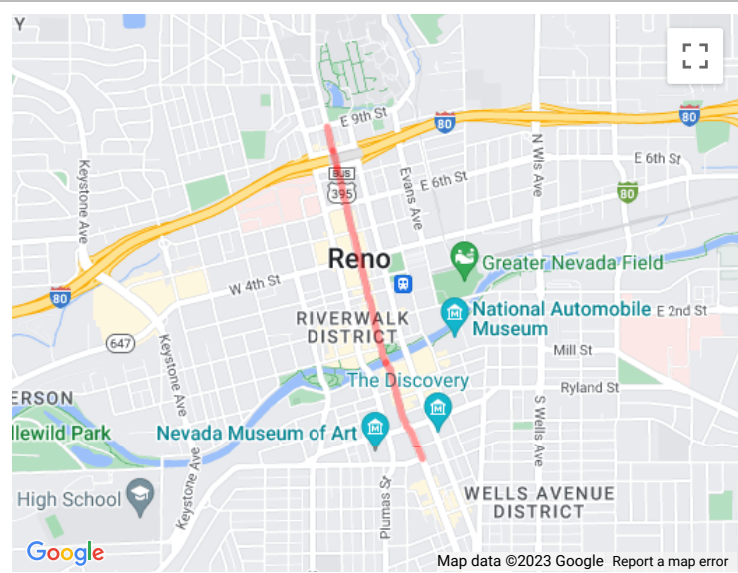 Y
E 9th St
80
80
Keystone Ave
N Wls Ave
Evans Ave
BUS
395
E 6th St
E 6th St
80
Reno
Greater Nevada Field
W 4th St
80
National Automobile
Museum
E 2nd St
RIVERWALK
DISTRICT
647
Mill St
Keystone Ave
The Discovery
Ryland St
ERSON
llewild Park
Nevada Museum of Art
S Wells Ave
Keystone Ave
High School
Plumas St
WELLS AVENUE
DISTRICT
Google
Map data ©2023 Google
Report a map error